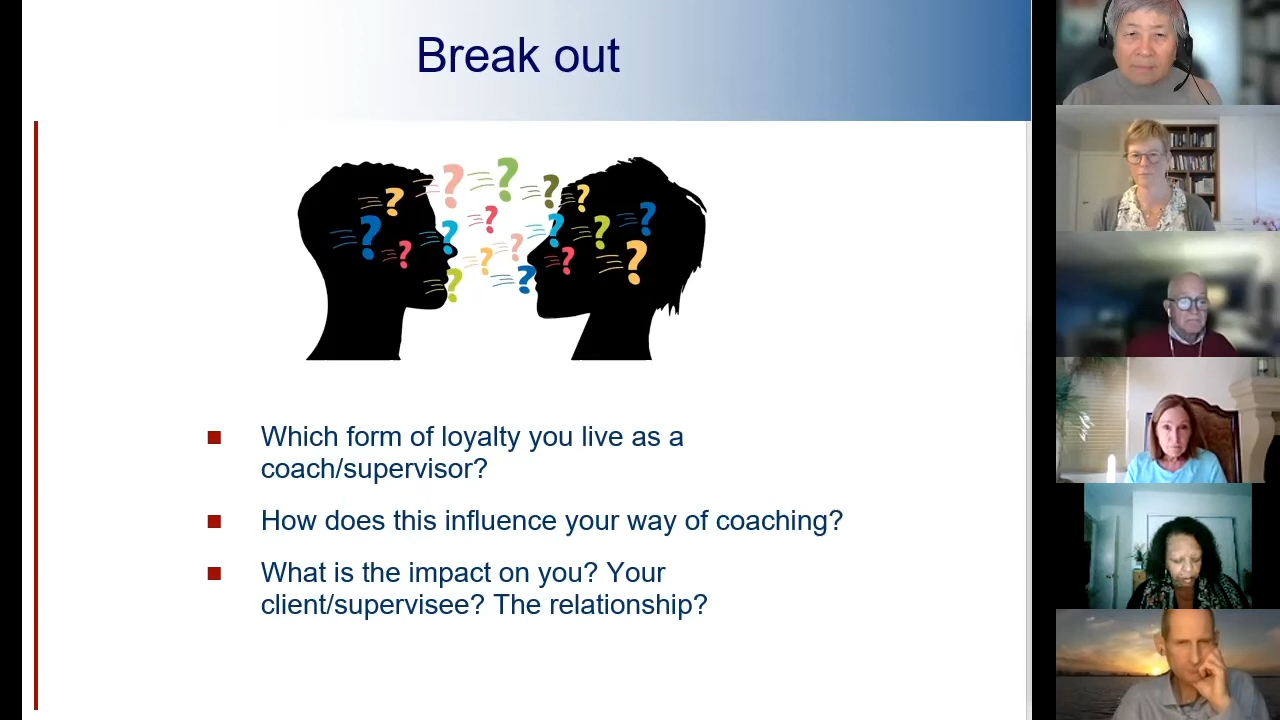 Break out
Which form of loyalty you live as a
coach/supervisor?
How does this influence your way of coaching?
What is the impact on you? Your
client/supervisee? The relationship?